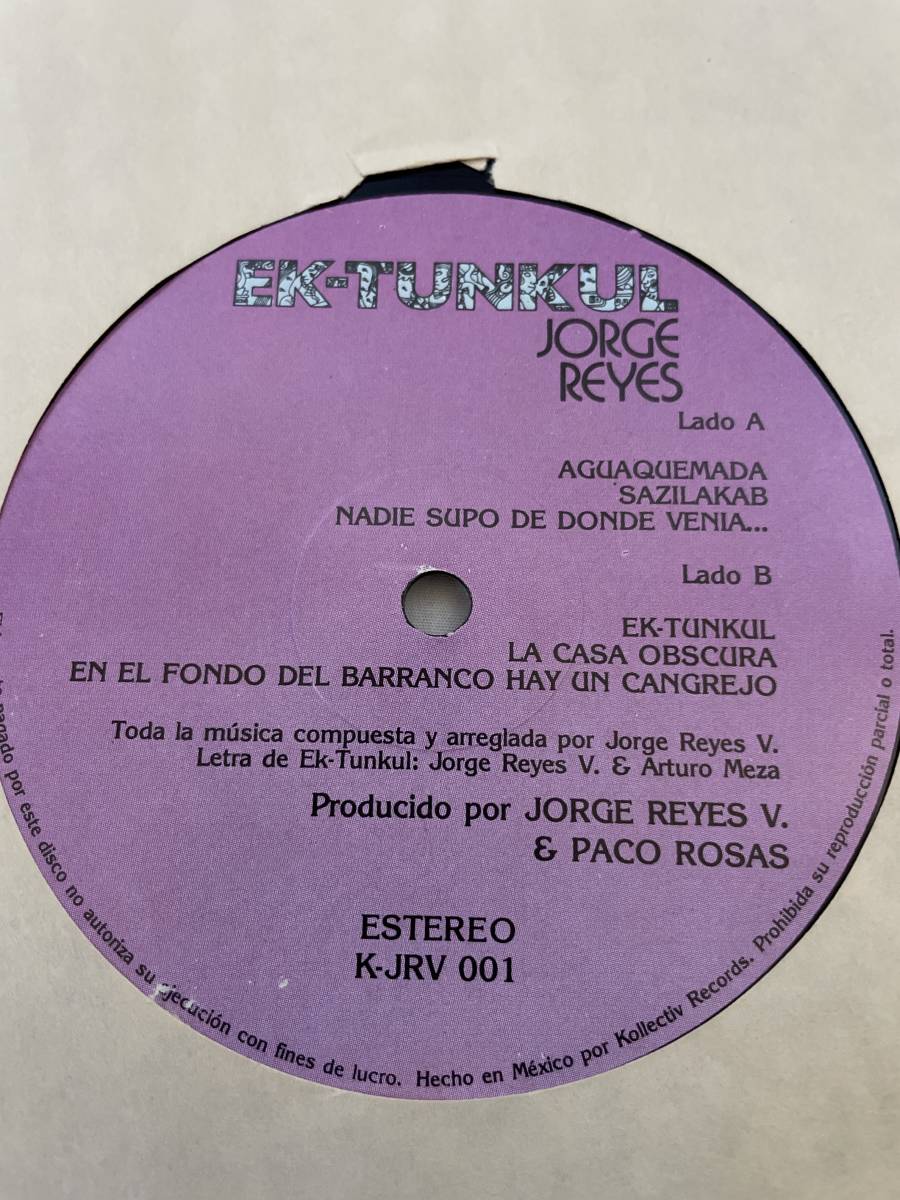 EK-TUNKUL
JORGE
REYES
Lado A
AGUAQUEMADA
SAZILAKAB
NADIE SUPO DE DONDE VENIA...
Lado B
EK-TUNKUL
LA CASA OBSCURA
EN EL FONDO DEL BARRANCO HAY UN CANGREJO
Toda la música compuesta y arreglada por Jorge Reyes V.
Letra de Ek-Tunkul: Jorge Reyes V. & Arturo Meza
Producido por JORGE REYES V.
& PACO ROSAS
ESTEREO
K-JRV 001
pagado por este disco no autoriza su ejecución con fines de lucro. Hecho en México por Kollectiv Records. Prohibida su reproducción parcial o total.